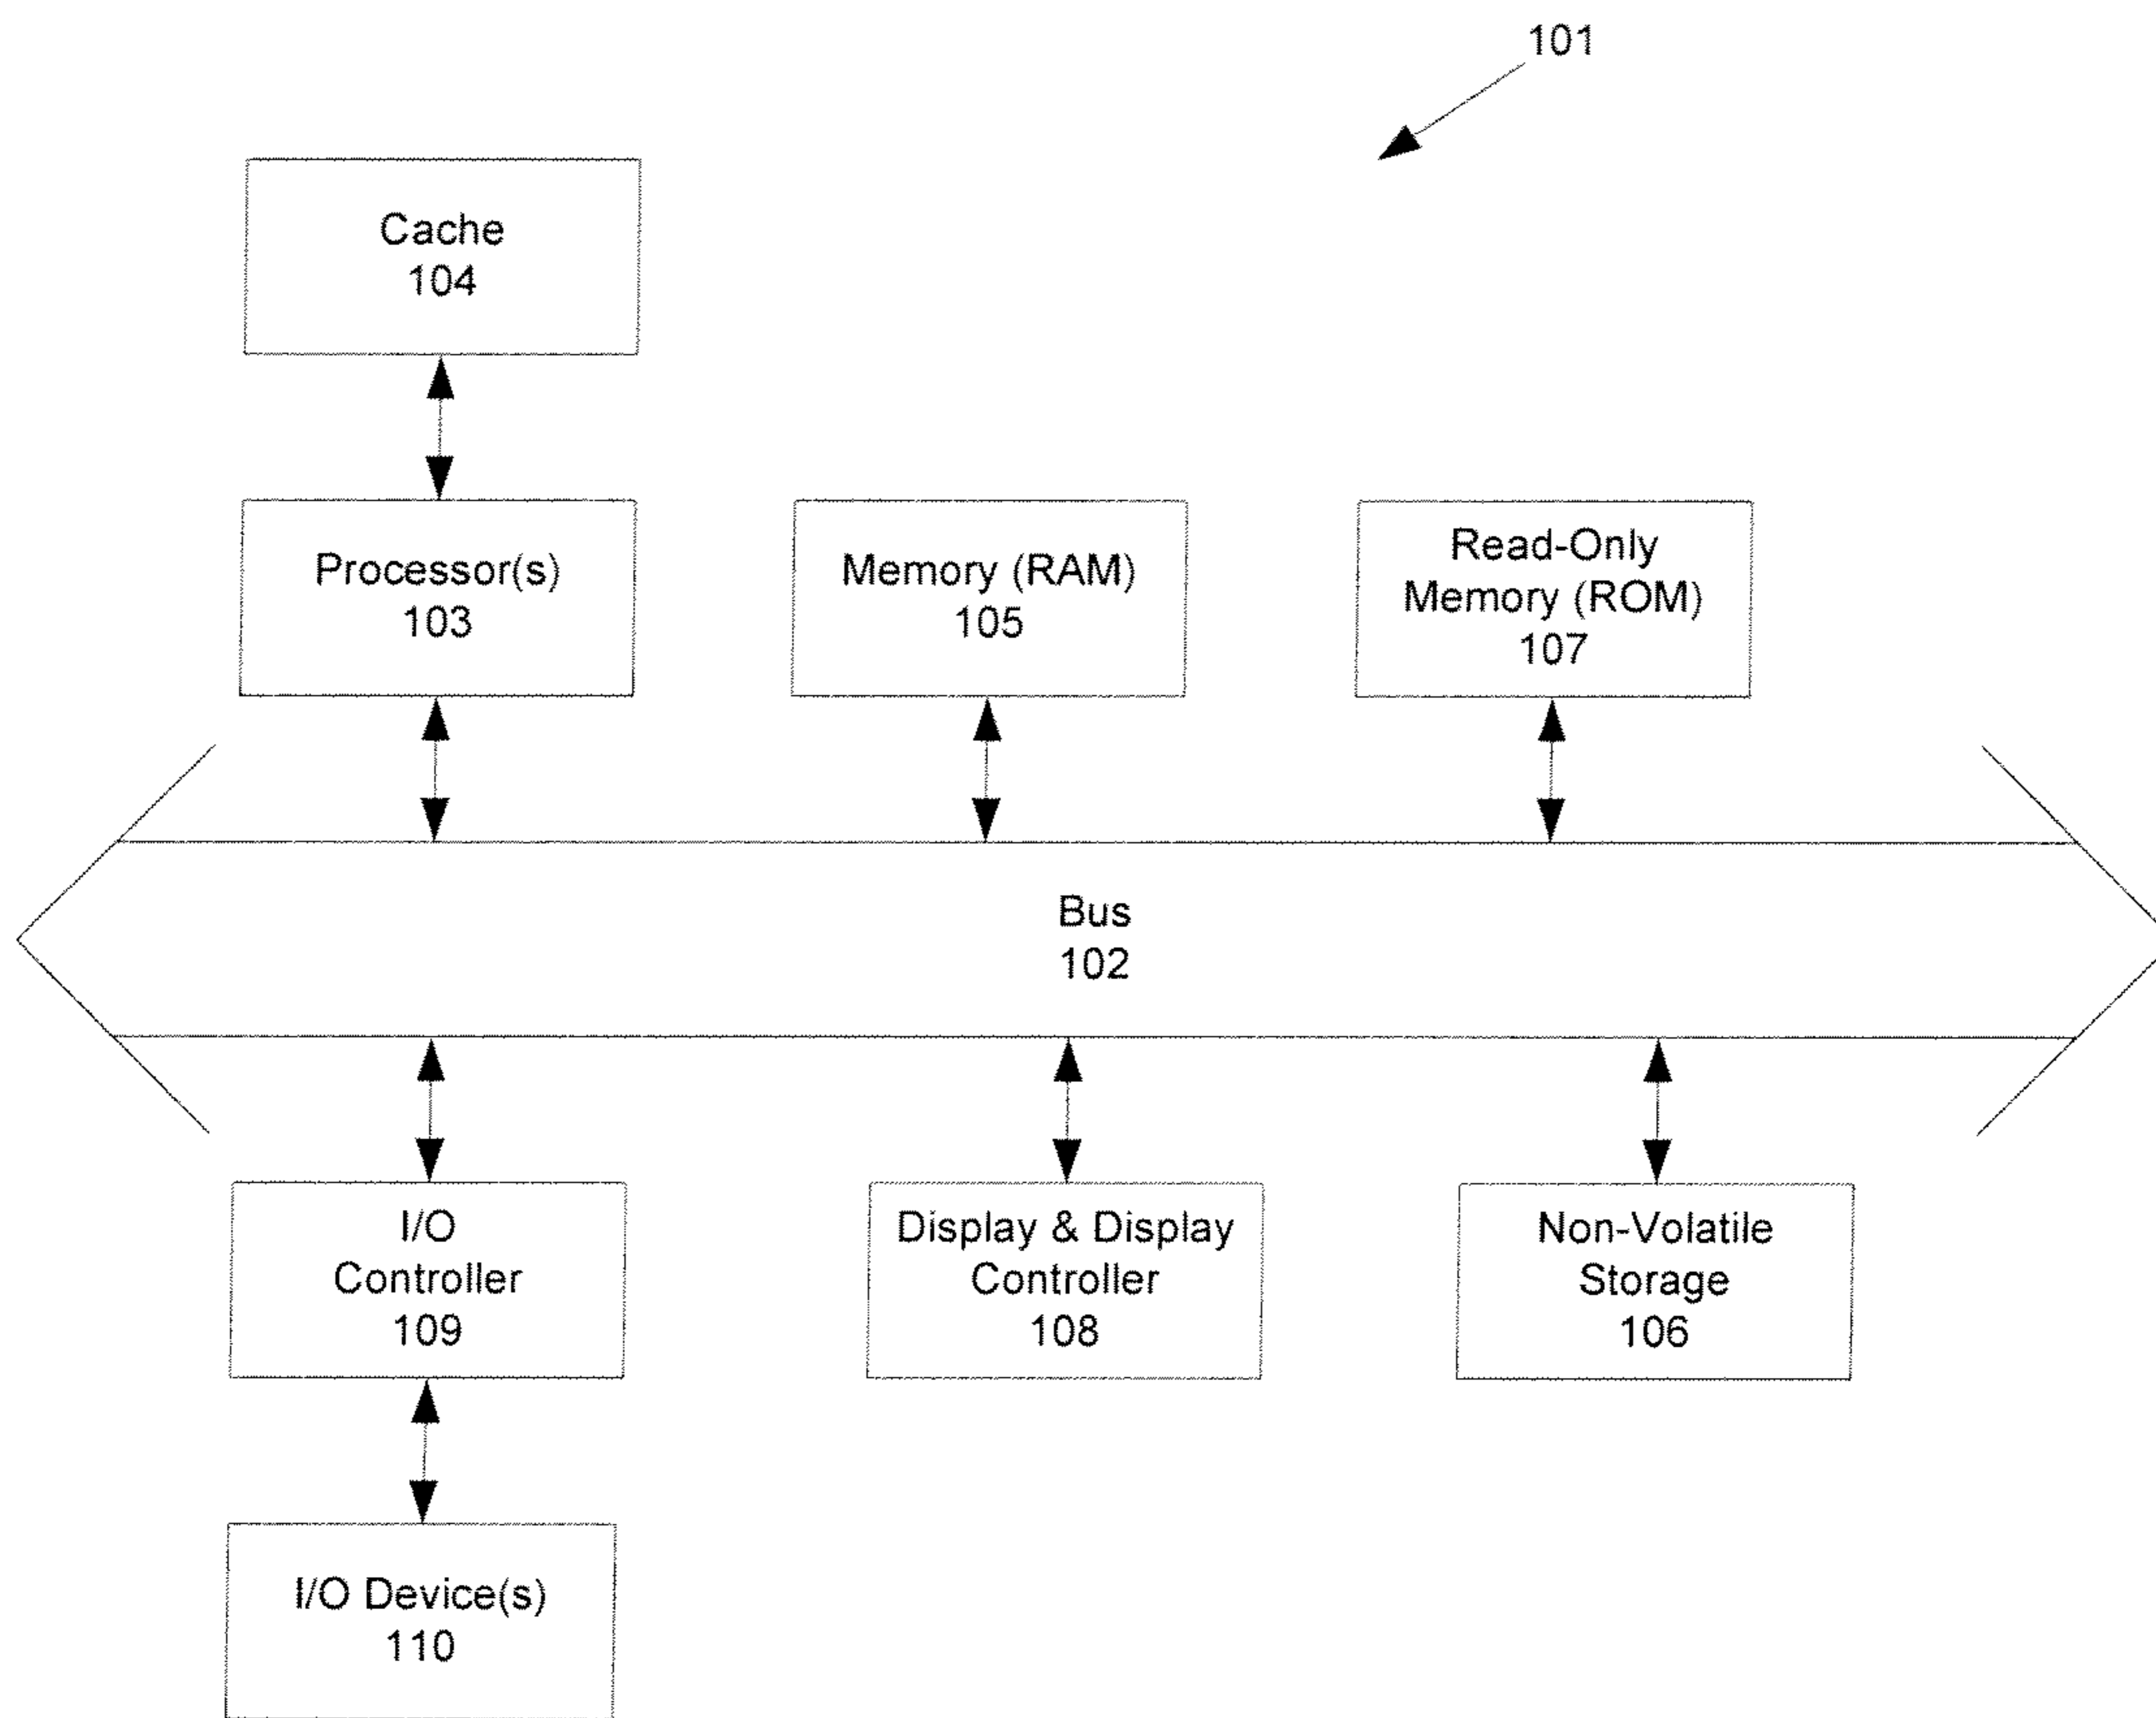 101
Cache
104
Processor(s)
103
Memory (RAM)
105
Read-Only
Memory (ROM)
107
Bus
102
I/O
Controller
109
Display & Display
Controller
108
Non-Volatile
Storage
106
I/O Device(s)
110